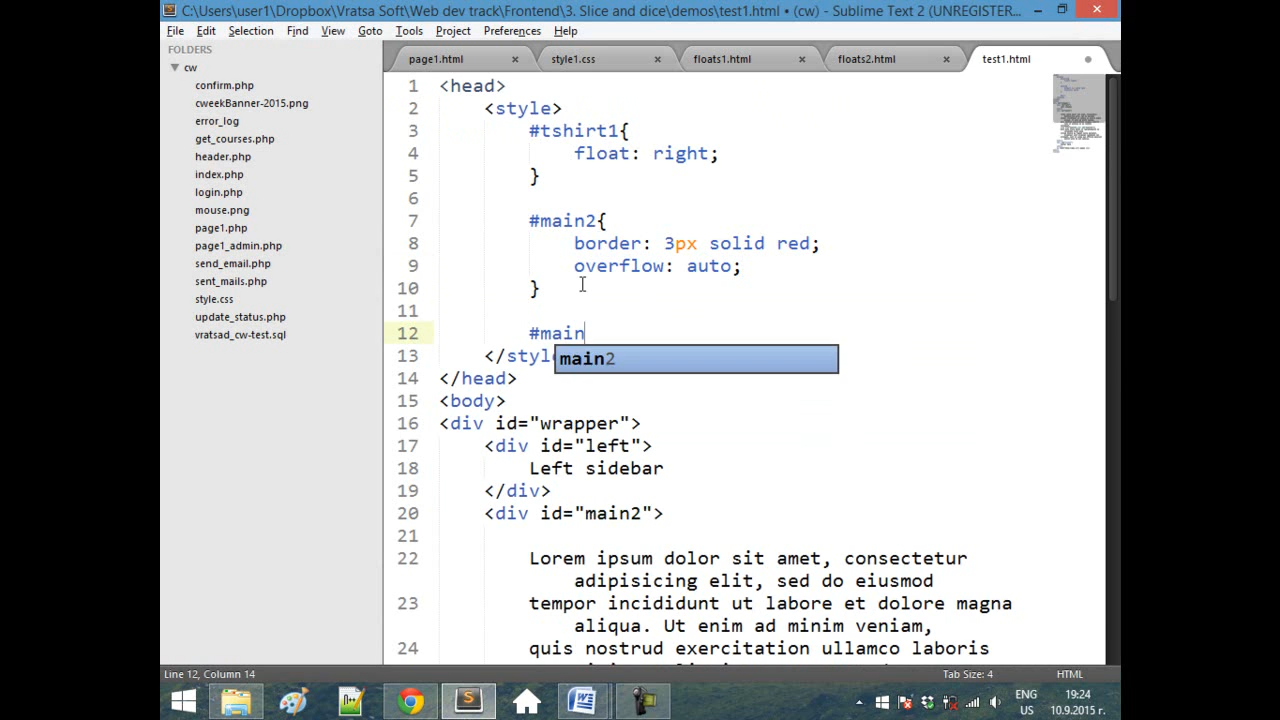 C:\Users\user1\Dropbox\Vratsa Soft\Web dev track\Frontend\3. Slice and dice\demos\test1.html • (cw) - Sublime Text 2 (UNREGISTER...
File Edit Selection Find View Goto Tools Project Preferences Help
FOLDERS
cw
confirm.php
cweekBanner-2015.png
error_log
get_courses.php
header.php
index.php
login.php
mouse.png
page1.php
page1_admin.php
send_email.php
sent_mails.php
style.css
update_status.php
vratsad_cw-test.sql
page1.html style1.css floats1.html floats2.html test1.html
1 <head>
2 <style>
3 #tshirt1{
4 float: right;
5 }
6
7 #main2{
8 border: 3px solid red;
9 overflow: auto;
10 }
11
12 #main
main2
13 </style
14 </head>
15 <body>
16 <div id="wrapper">
17 <div id="left">
18 Left sidebar
19 </div>
20 <div id="main2">
21
22 Lorem ipsum dolor sit amet, consectetur
adipisicing elit, sed do eiusmod
23 tempor incididunt ut labore et dolore magna
aliqua. Ut enim ad minim veniam,
24 quis nostrud exercitation ullamco laboris
Line 12, Column 14 Tab Size: 4 HTML
ENG 19:24
US 10.9.2015 г.